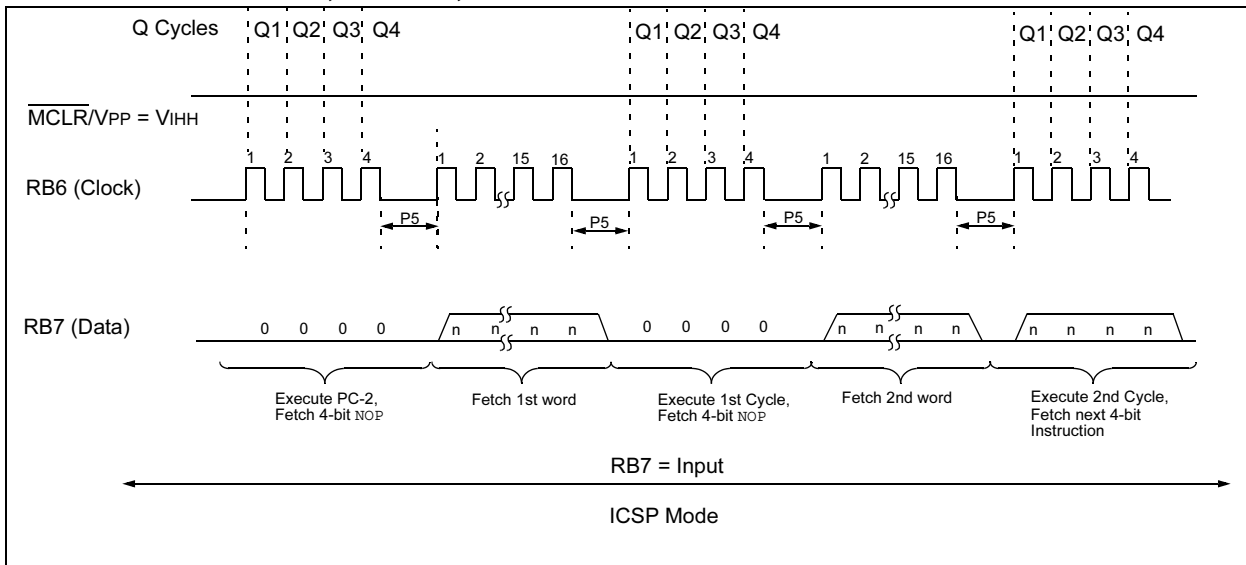 Q Cycles Q1 Q2 Q3 Q4 Q1 Q2 Q3 Q4 Q1 Q2 Q3 Q4
MCLR/VPP = VIHH
1 2 3 4 1 2 15 16 1 2 3 4 1 2 15 16 1 2 3 4
RB6 (Clock)
P5 P5 P5 P5
RB7 (Data)
0 0 0 0 n n n n 0 0 0 0 n n n n n n n n
Execute PC-2,
Fetch 4-bit NOP
Fetch 1st word
Execute 1st Cycle,
Fetch 4-bit NOP
Fetch 2nd word
Execute 2nd Cycle,
Fetch next 4-bit
Instruction
RB7 = Input
ICSP Mode